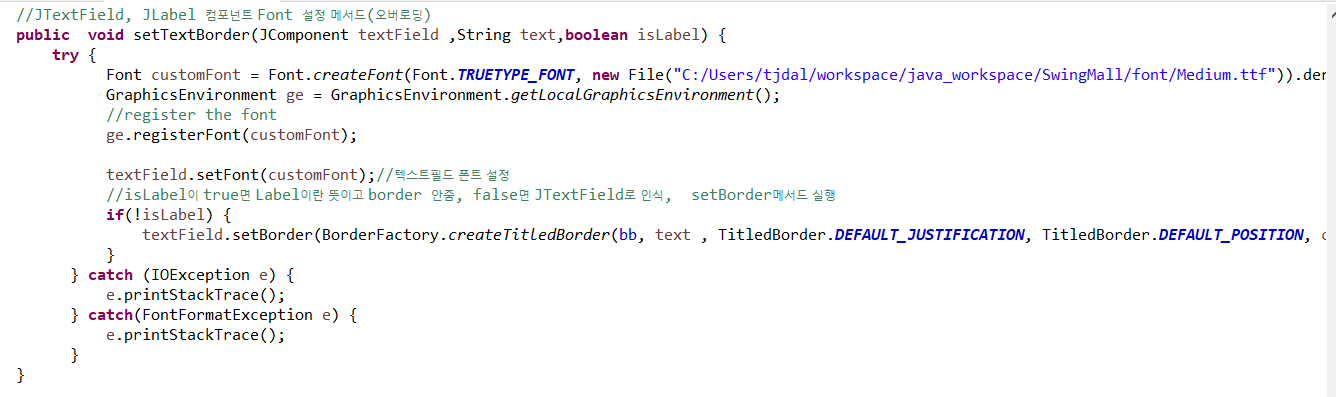 //JTextField, JLabel 컴포넌트 Font 설정 메서드(오버로딩)
public  void setTextBorder(JComponent textField ,String text,boolean isLabel) {
    try {
          Font customFont = Font.createFont(Font.TRUETYPE_FONT, new File("C:/Users/tjdal/workspace/java_workspace/SwingMall/font/Medium.ttf")).der
          GraphicsEnvironment ge = GraphicsEnvironment.getLocalGraphicsEnvironment();
          //register the font
          ge.registerFont(customFont);
          textField.setFont(customFont);//텍스트필드 폰트 설정
          //isLabel이 true면 Label이란 뜻이고 border 안줌, false면 JTextField로 인식,  setBorder메서드 실행
          if(!isLabel) {
              textField.setBorder(BorderFactory.createTitledBorder(bb, text , TitledBorder.DEFAULT_JUSTIFICATION, TitledBorder.DEFAULT_POSITION, c
          }
      } catch (IOException e) {
          e.printStackTrace();
      } catch(FontFormatException e) {
          e.printStackTrace();
      }
}